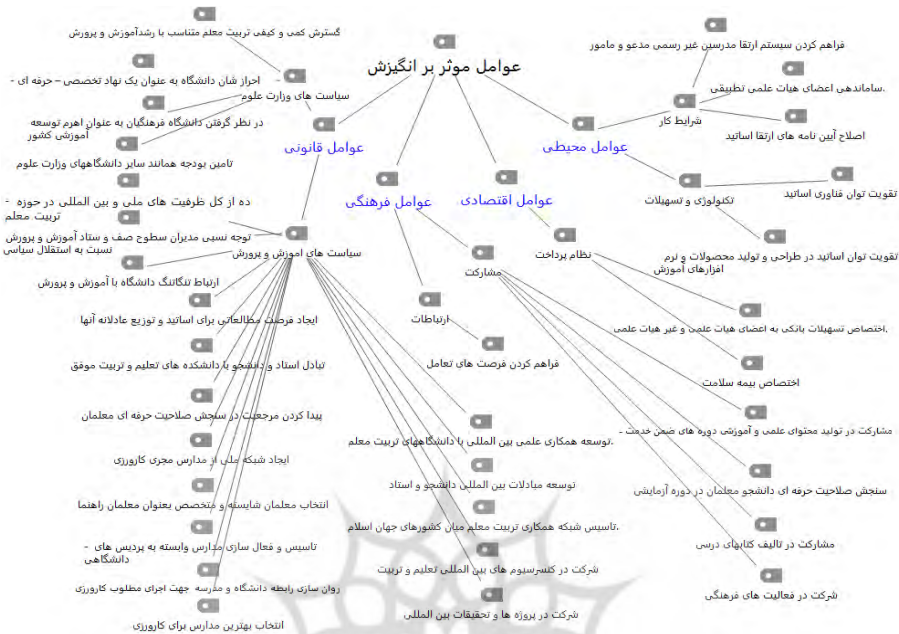 عوامل موثر بر انگیزش
عوامل محیطی
شرایط کار
فراهم کردن سیستم ارتقا مدرسین غیر رسمی مدعو و مامور
ساماندهی اعضای هیات علمی تطبیقی.
اصلاح آیین نامه های ارتقا اساتید
تکنولوژی و تسهیلات
تقویت توان فناوری اساتید
تقویت توان اساتید در طراحی و تولید محصولات و نرم
افزارهای آموزش
عوامل اقتصادی
نظام پرداخت
اختصاص تسهیلات بانکی به اعضای هیات علمی و غیر هیات علمی.
اختصاص بیمه سلامت
عوامل فرهنگی
مشارکت
مشارکت در تولید محتوای علمی و آموزشی دوره های ضمن خدمت -
سنجش صلاحیت حرفه ای دانشجو معلمان در دوره آزمایشی
مشارکت در تالیف کتابهای درسی
شرکت در فعالیت های فرهنگی
ارتباطات
فراهم کردن فرصت های تعامل
عوامل قانونی
سیاست های وزارت علوم
گسترش کمی و کیفی تربیت معلم متناسب با رشدآموزش و پرورش
احراز شان دانشگاه به عنوان یک نهاد تخصصی – حرفه ای -
در نظر گرفتن دانشگاه فرهنگیان به عنوان اهرم توسعه
آموزشی کشور
تامین بودجه همانند سایر دانشگاههای وزارت علوم
سیاست های اموزش و پرورش
ده از کل ظرفیت های ملی و بین المللی در حوزه -
تربیت معلم
توجه نسبی مدیران سطوح صف و ستاد آموزش و پرورش
نسبت به استقلال سیاسی
ارتباط تنگاتنگ دانشگاه با آموزش و پرورش
ایجاد فرصت مطالعاتی برای اساتید و توزیع عادلانه آنها
تبادل استاد و دانشجو با دانشکده های تعلیم و تربیت موفق
پیدا کردن مرجعیت در سنجش صلاحیت حرفه ای معلمان
ایجاد شبکه ملی از مدارس مجری کارورزی
انتخاب معلمان شایسته و متخصص بعنوان معلمان راهنما
تاسیس و فعال سازی مدارس وابسته به پردیس های -
دانشگاهی
روان سازی رابطه دانشگاه و مدرسه جهت اجرای مطلوب کارورزی
انتخاب بهترین مدارس برای کارورزی
توسعه همکاری علمی بین المللی با دانشگاههای تربیت معلم.
توسعه مبادلات بین المللی دانشجو و استاد
تاسیس شبکه همکاری تربیت معلم میان کشورهای جهان اسلام.
شرکت در کنسرسیوم های بین المللی تعلیم و تربیت
شرکت در پروژه ها و تحقیقات بین المللی